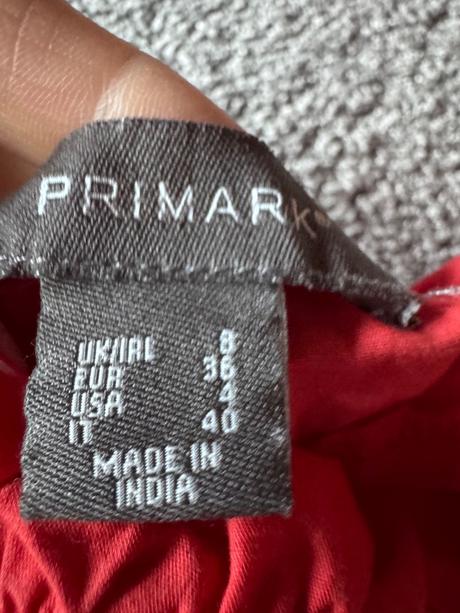 PRIMARK®
UK/IRL 8
EUR 36
USA 4
IT 40
MADE IN
INDIA